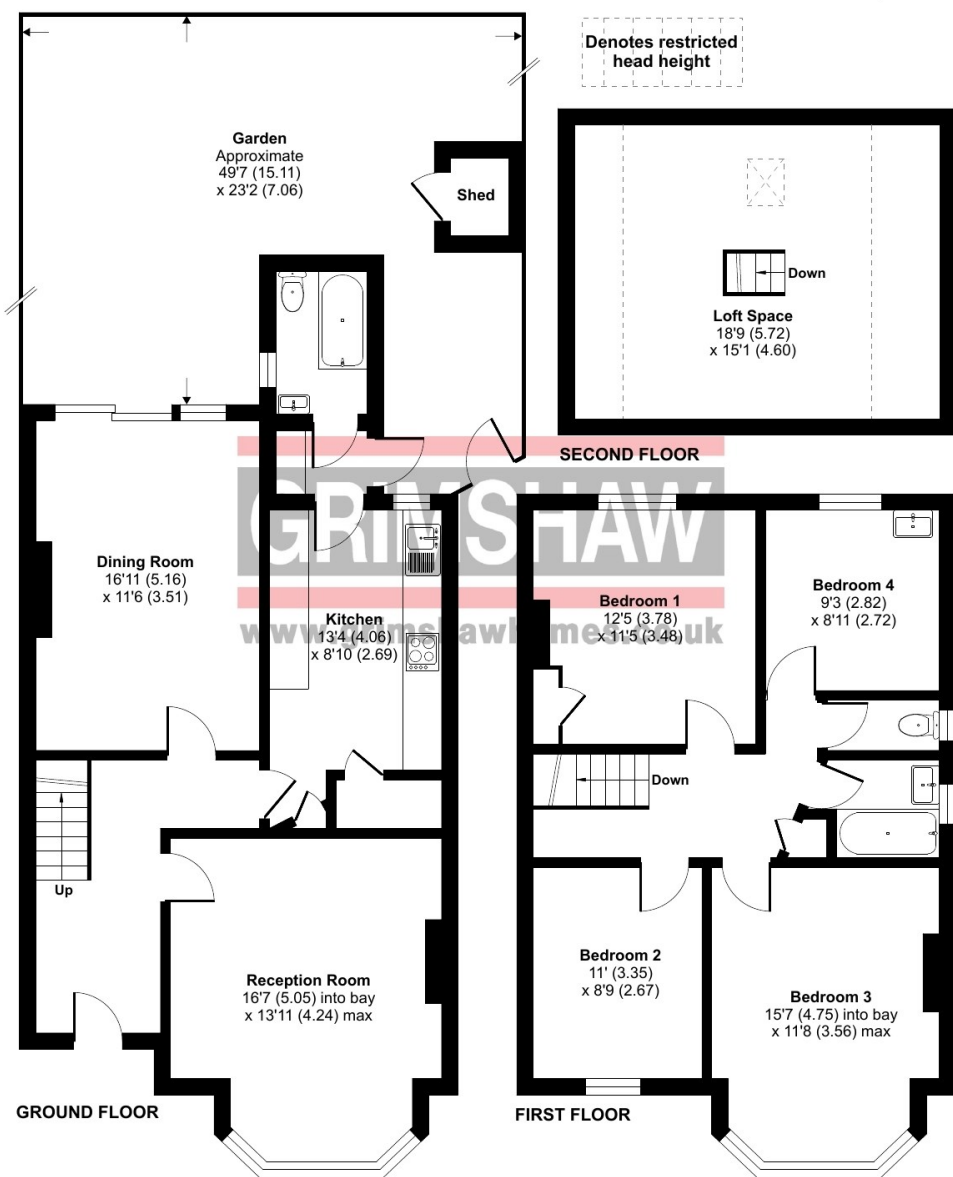 Denotes restricted
head height
Garden
Approximate
49'7 (15.11)
x 23'2 (7.06)
Shed
Down
Loft Space
18'9 (5.72)
x 15'1 (4.60)
SECOND FLOOR
GRIMSHAW
www.grimshawhomes.co.uk
Dining Room
16'11 (5.16)
x 11'6 (3.51)
Kitchen
13'4 (4.06)
x 8'10 (2.69)
Up
Reception Room
16'7 (5.05) into bay
x 13'11 (4.24) max
GROUND FLOOR
Bedroom 1
12'5 (3.78)
x 11'5 (3.48)
Bedroom 4
9'3 (2.82)
x 8'11 (2.72)
Down
Bedroom 2
11' (3.35)
x 8'9 (2.67)
Bedroom 3
15'7 (4.75) into bay
x 11'8 (3.56) max
FIRST FLOOR